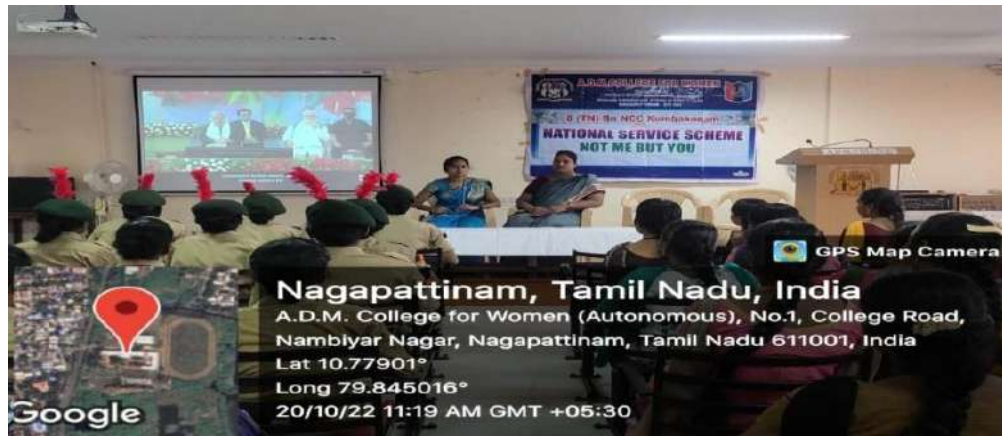 A.D.M.COLLEGE FOR WOMEN
8 (TN) Bn NCC Kumbakonam
NATIONAL SERVICE SCHEME
NOT ME BUT YOU
GPS Map Camera
Nagapattinam, Tamil Nadu, India
A.D.M. College for Women (Autonomous), No.1, College Road,
Nambiyar Nagar, Nagapattinam, Tamil Nadu 611001, India
Lat 10.77901°
Long 79.845016°
20/10/22 11:19 AM GMT +05:30
Google